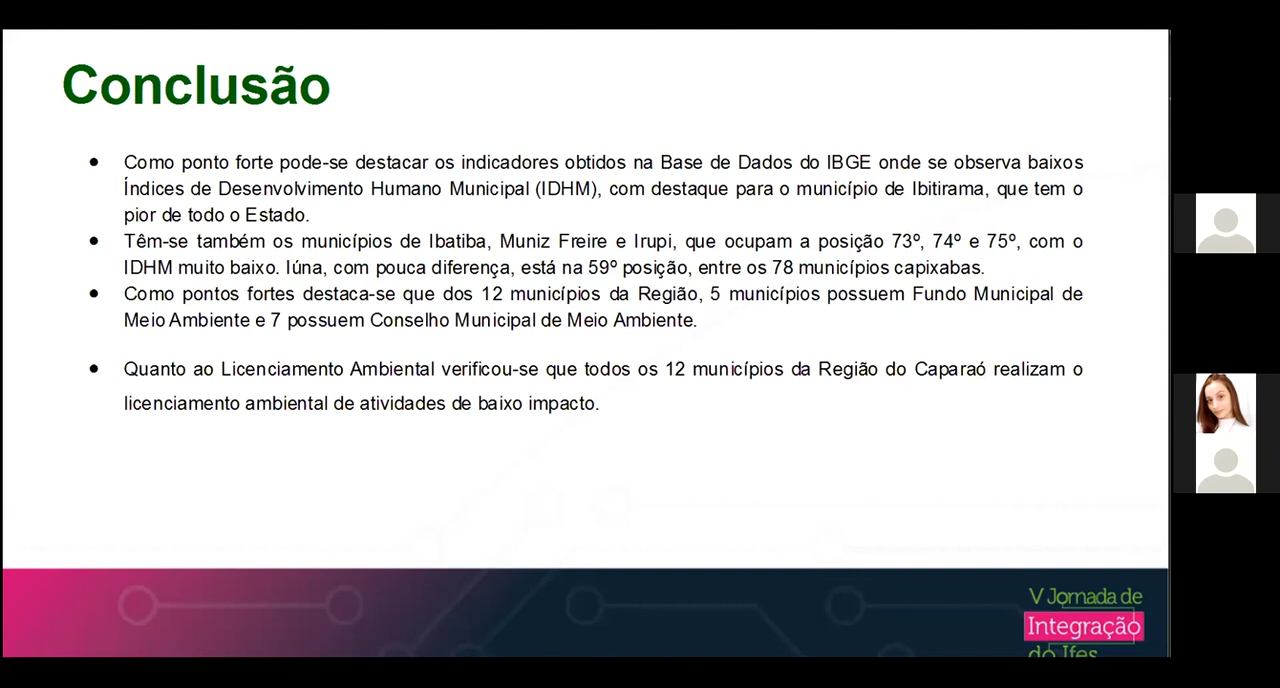 Conclusão
• Como ponto forte pode-se destacar os indicadores obtidos na Base de Dados do IBGE onde se observa baixos
Índices de Desenvolvimento Humano Municipal (IDHM), com destaque para o município de Ibitirama, que tem o
pior de todo o Estado.
• Têm-se também os municípios de Ibatiba, Muniz Freire e Irupi, que ocupam a posição 73º, 74º e 75º, com o
IDHM muito baixo. Iúna, com pouca diferença, está na 59º posição, entre os 78 municípios capixabas.
• Como pontos fortes destaca-se que dos 12 municípios da Região, 5 municípios possuem Fundo Municipal de
Meio Ambiente e 7 possuem Conselho Municipal de Meio Ambiente.
• Quanto ao Licenciamento Ambiental verificou-se que todos os 12 municípios da Região do Caparaó realizam o
licenciamento ambiental de atividades de baixo impacto.
V Jornada de
Integração
do Ifes